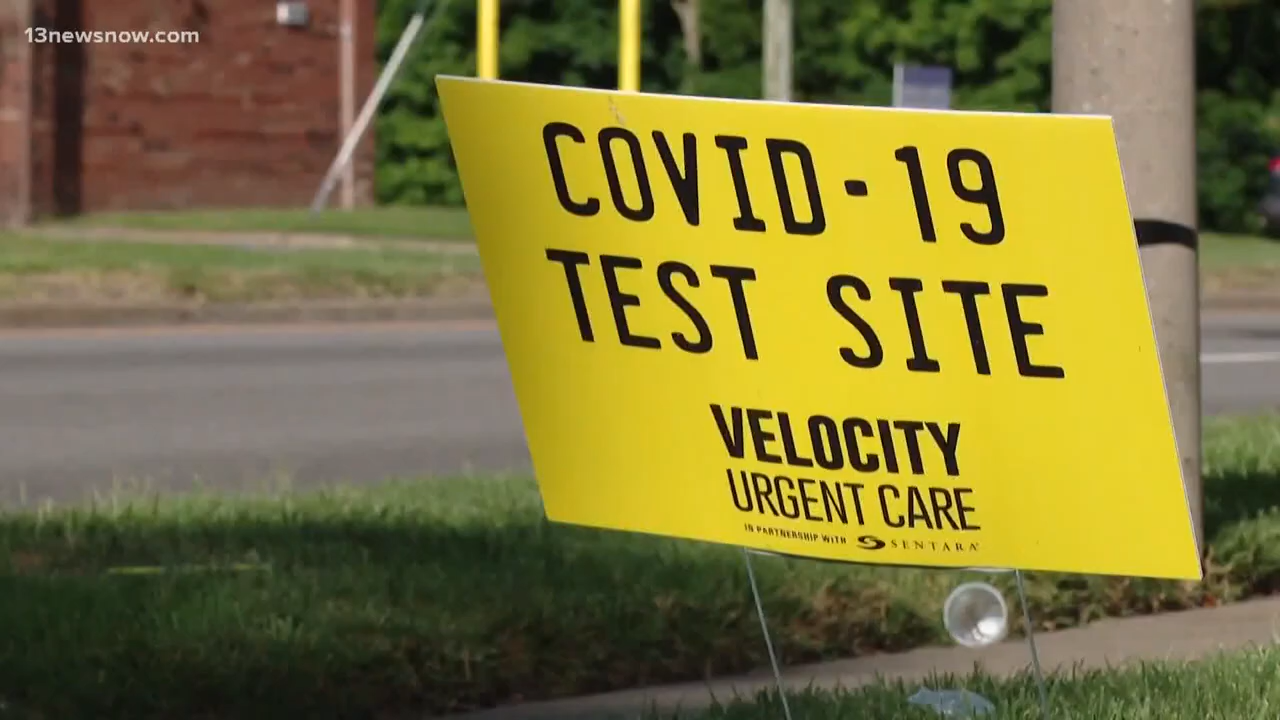 13newsnow.com
COVID-19
TEST SITE
VELOCITY
URGENT CARE
IN PARTNERSHIP WITH SENTARA